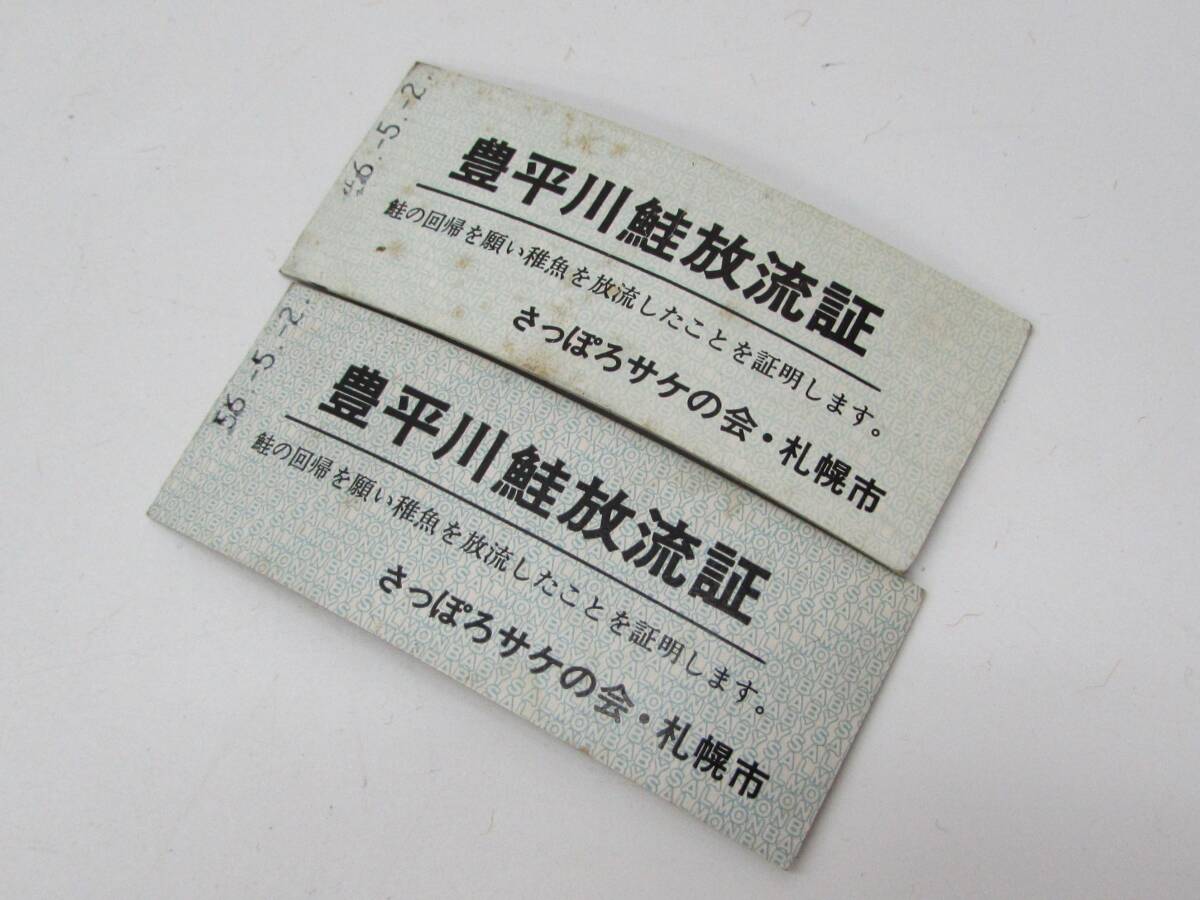 56.-5.-2.
豊平川鮭放流証
鮭の回帰を願い稚魚を放流したことを証明します。
さっぽろサケの会・札幌市
56.-5.-2.
豊平川鮭放流証
鮭の回帰を願い稚魚を放流したことを証明します。
さっぽろサケの会・札幌市